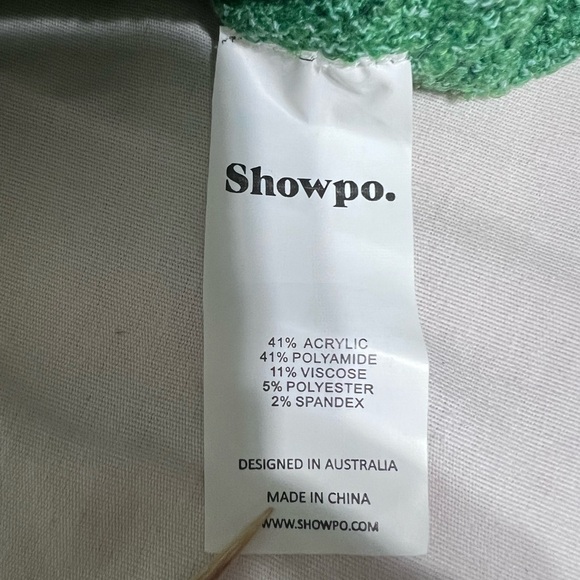 Showpo.
41% ACRYLIC
41% POLYAMIDE
11% VISCOSE
5% POLYESTER
2% SPANDEX
DESIGNED IN AUSTRALIA
MADE IN CHINA
WWW.SHOWPO.COM